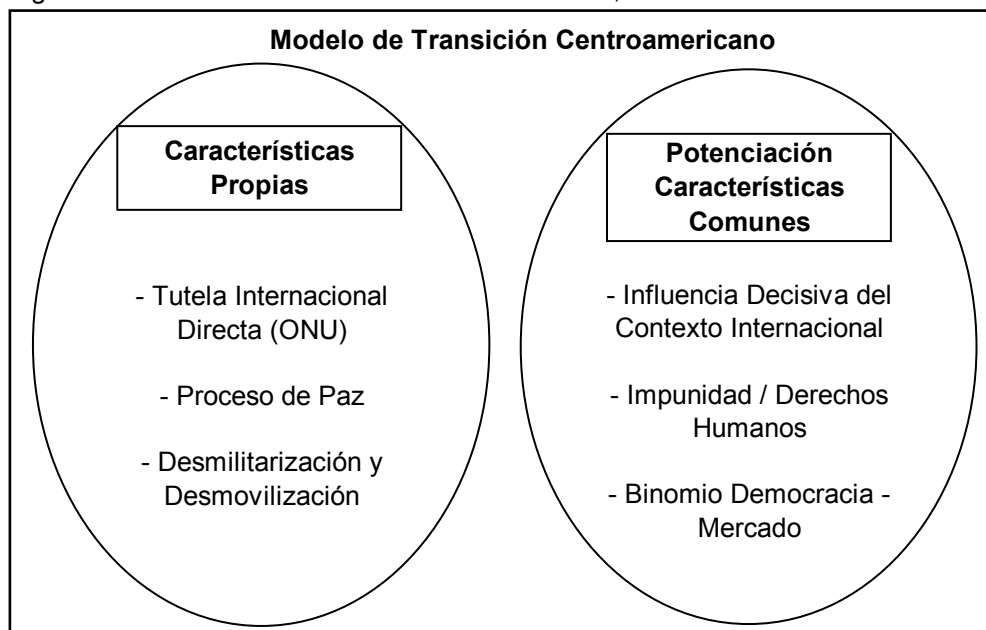 Modelo de Transición Centroamericano
Características
Propias
- Tutela Internacional
Directa (ONU)
- Proceso de Paz
- Desmilitarización y
Desmovilización
Potenciación
Características
Comunes
- Influencia Decisiva del
Contexto Internacional
- Impunidad / Derechos
Humanos
- Binomio Democracia -
Mercado